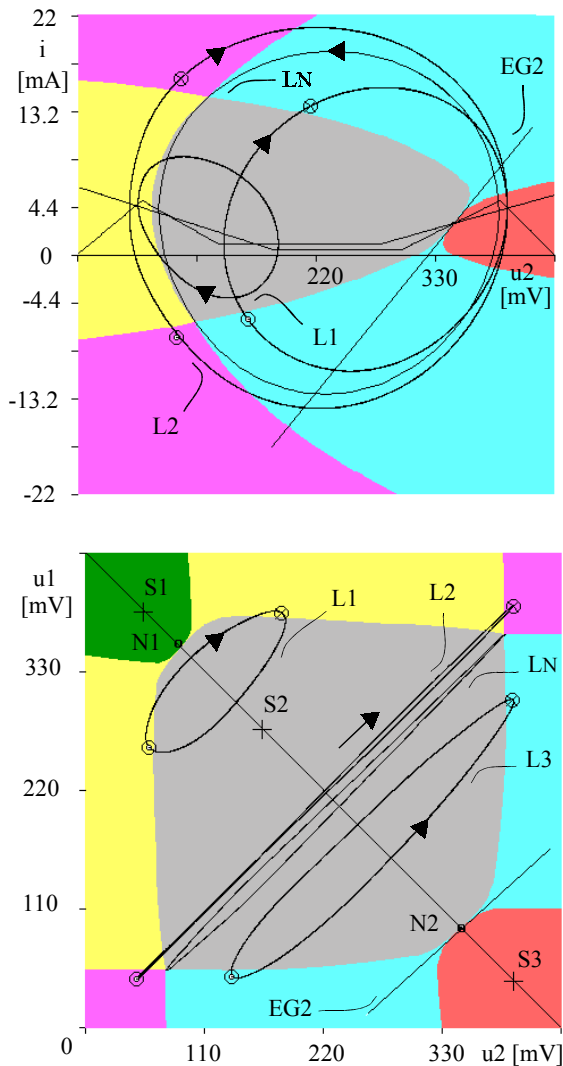 22
i
[mA]
LN
EG2
13.2
4.4
0
220
330
u2
[mV]
110
-4.4
L1
-13.2
L2
-22
u1
[mV]
S1
N1
L1
L2
LN
330
S2
L3
220
110
N2
S3
EG2
0
110
220
330
u2 [mV]